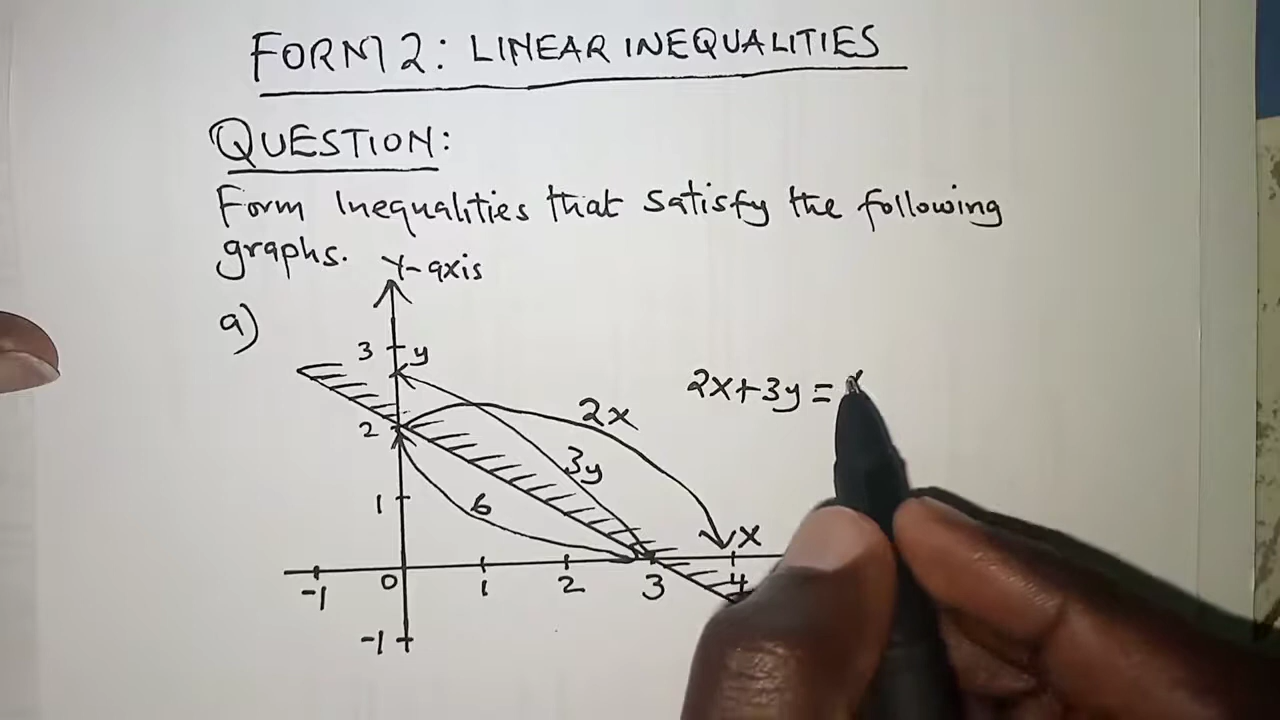 FORM 2: LINEAR INEQUALITIES
QUESTION:
Form Inequalities that satisfy the following
graphs.
Y-axis
a)
3 y
2x+3y =
2x
2
3y
1
6
x
-1 0 1 2 3 4
-1